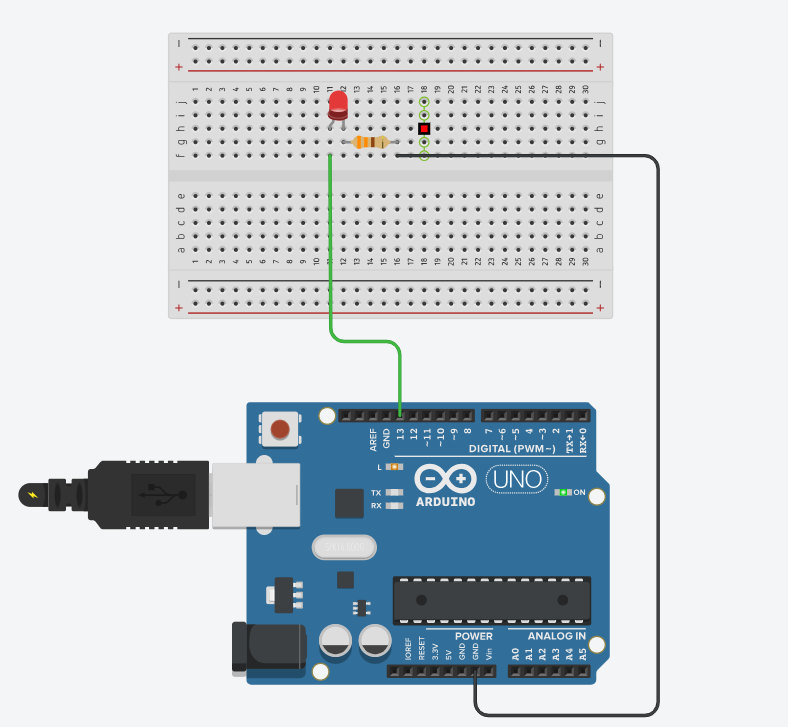 1 2 3 4 5 6 7 8 9 10 11 12 13 14 15 16 17 18 19 20 21 22 23 24 25 26 27 28 29 30
j j
i i
h h
g g
f f
e e
d d
c c
b b
a a
1 2 3 4 5 6 7 8 9 10 11 12 13 14 15 16 17 18 19 20 21 22 23 24 25 26 27 28 29 30
AREF GND 13 12 ~11 ~10 ~9 8 7 ~6 ~5 4 ~3 2 TX→1 RX←0
DIGITAL (PWM~)
L
TX
RX
ARDUINO
UNO
ON
POWER ANALOG IN
IOREF RESET 3.3V 5V GND GND Vin A0 A1 A2 A3 A4 A5